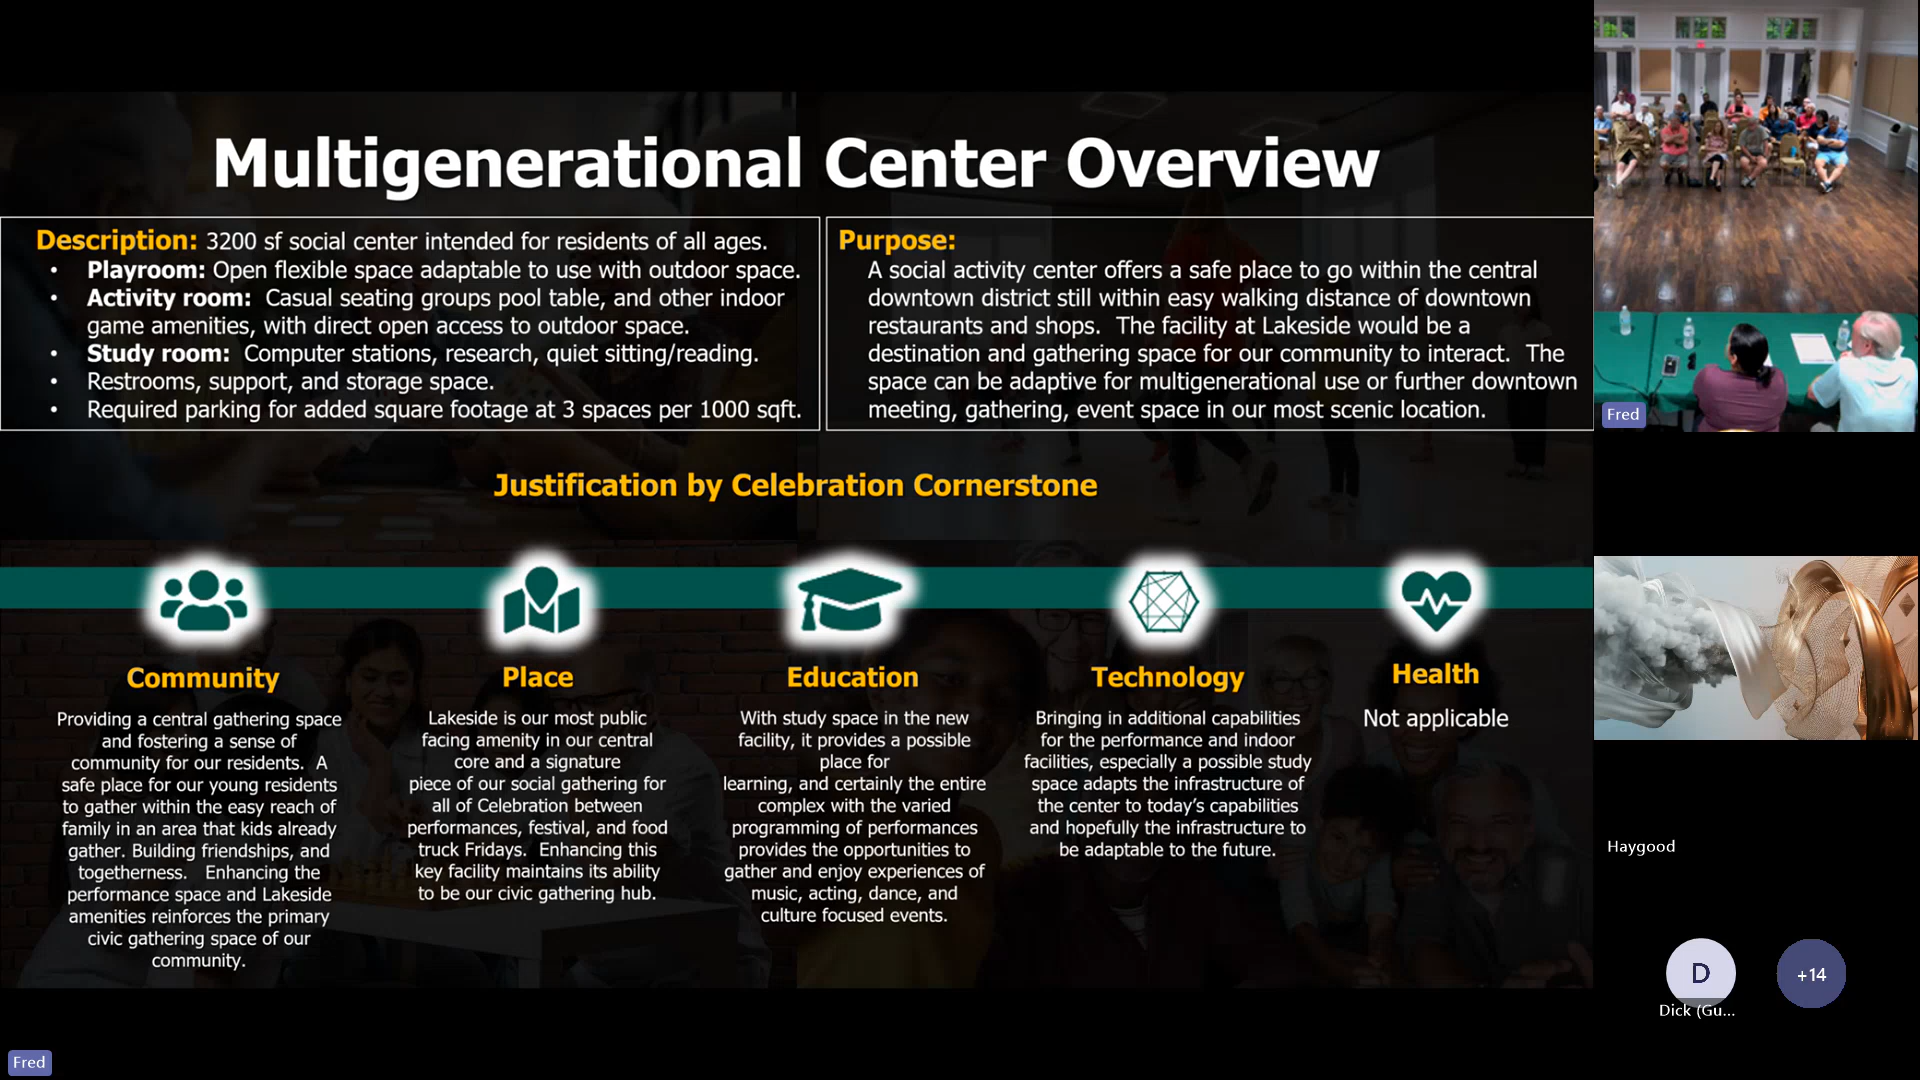 Multigenerational Center Overview
Description: 3200 sf social center intended for residents of all ages.
• Playroom: Open flexible space adaptable to use with outdoor space.
• Activity room: Casual seating groups pool table, and other indoor
game amenities, with direct open access to outdoor space.
• Study room: Computer stations, research, quiet sitting/reading.
• Restrooms, support, and storage space.
• Required parking for added square footage at 3 spaces per 1000 sqft.
Purpose:
A social activity center offers a safe place to go within the central
downtown district still within easy walking distance of downtown
restaurants and shops. The facility at Lakeside would be a
destination and gathering space for our community to interact. The
space can be adaptive for multigenerational use or further downtown
meeting, gathering, event space in our most scenic location.
Justification by Celebration Cornerstone
Community
Providing a central gathering space
and fostering a sense of
community for our residents. A
safe place for our young residents
to gather within the easy reach of
family in an area that kids already
gather. Building friendships, and
togetherness. Enhancing the
performance space and Lakeside
amenities reinforces the primary
civic gathering space of our
community.
Place
Lakeside is our most public
facing amenity in our central
core and a signature
piece of our social gathering for
all of Celebration between
performances, festival, and food
truck Fridays. Enhancing this
key facility maintains its ability
to be our civic gathering hub.
Education
With study space in the new
facility, it provides a possible
place for
learning, and certainly the entire
complex with the varied
programming of performances
provides the opportunities to
gather and enjoy experiences of
music, acting, dance, and
culture focused events.
Technology
Bringing in additional capabilities
for the performance and indoor
facilities, especially a possible study
space adapts the infrastructure of
the center to today's capabilities
and hopefully the infrastructure to
be adaptable to the future.
Health
Not applicable
Fred
Haygood
D
+14
Dick (Gu...
Fred